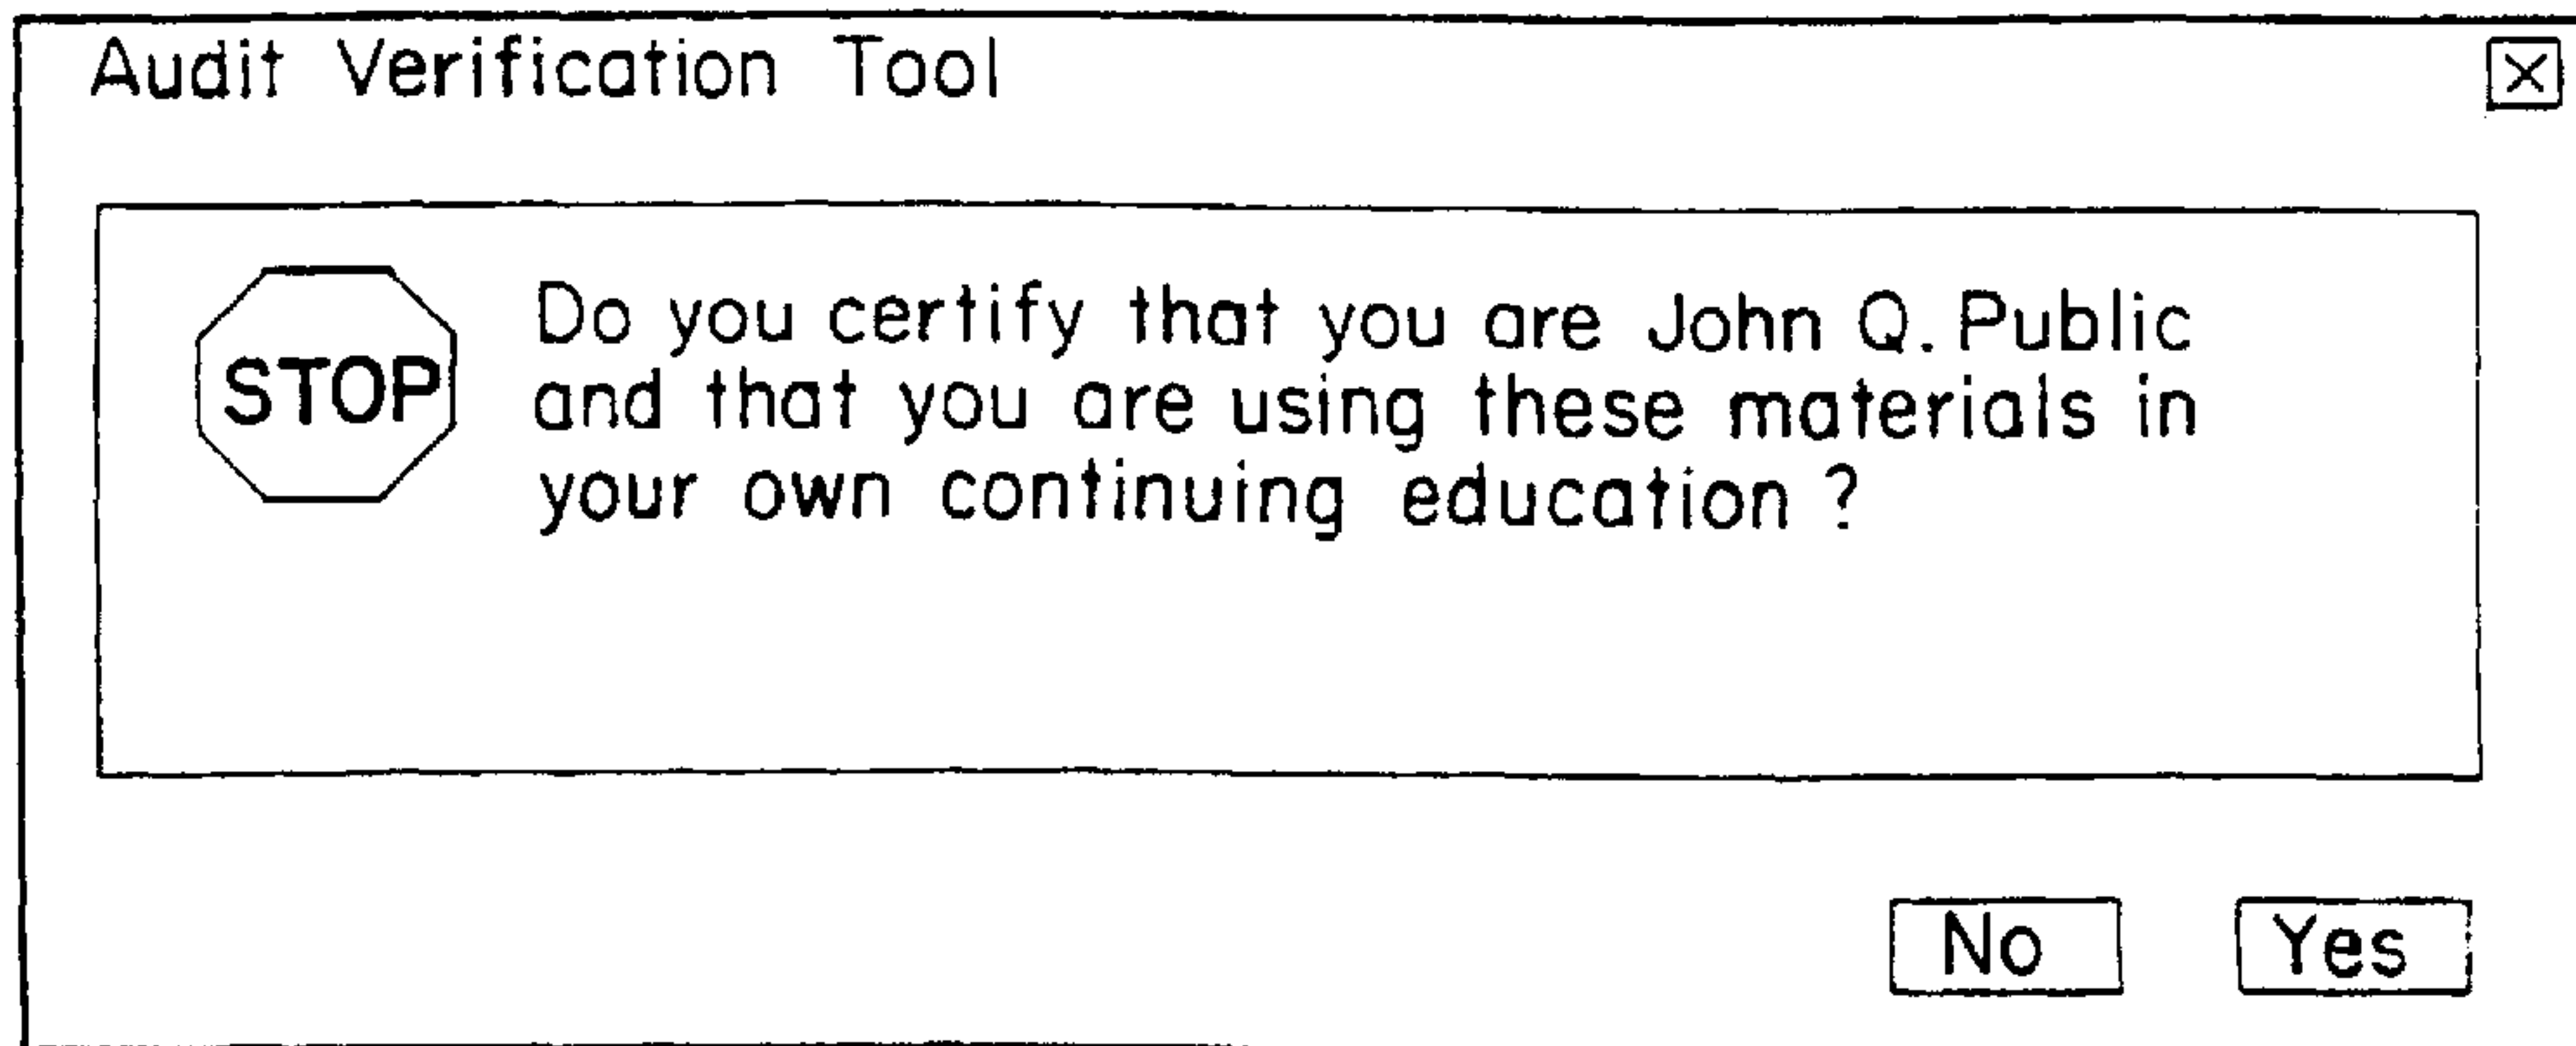 Audit Verification Tool
STOP
Do you certify that you are John Q. Public
and that you are using these materials in
your own continuing education ?
No
Yes